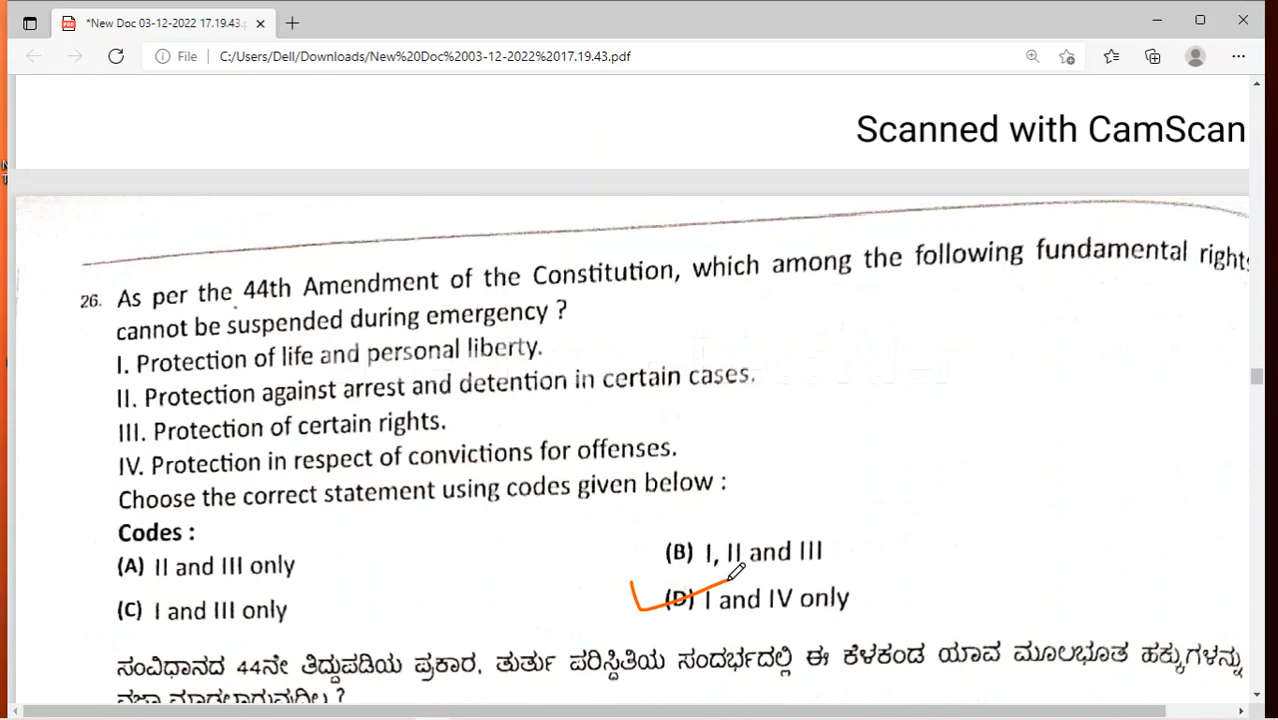 *New Doc 03-12-2022 17.19.43.
File C:/Users/Dell/Downloads/New%20Doc%2003-12-2022%2017.19.43.pdf
Scanned with CamScan
26. As per the 44th Amendment of the Constitution, which among the following fundamental rights
cannot be suspended during emergency ?
I. Protection of life and personal liberty.
II. Protection against arrest and detention in certain cases.
III. Protection of certain rights.
IV. Protection in respect of convictions for offenses.
Choose the correct statement using codes given below :
Codes :
(A) II and III only
(B) I, II and III
(C) I and III only
(D) I and IV only
ಸಂವಿಧಾನದ 44ನೇ ತಿದ್ದುಪಡಿಯ ಪ್ರಕಾರ, ತುರ್ತು ಪರಿಸ್ಥಿತಿಯ ಸಂದರ್ಭದಲ್ಲಿ ಈ ಕೆಳಕಂಡ ಯಾವ ಮೂಲಭೂತ ಹಕ್ಕುಗಳನ್ನು